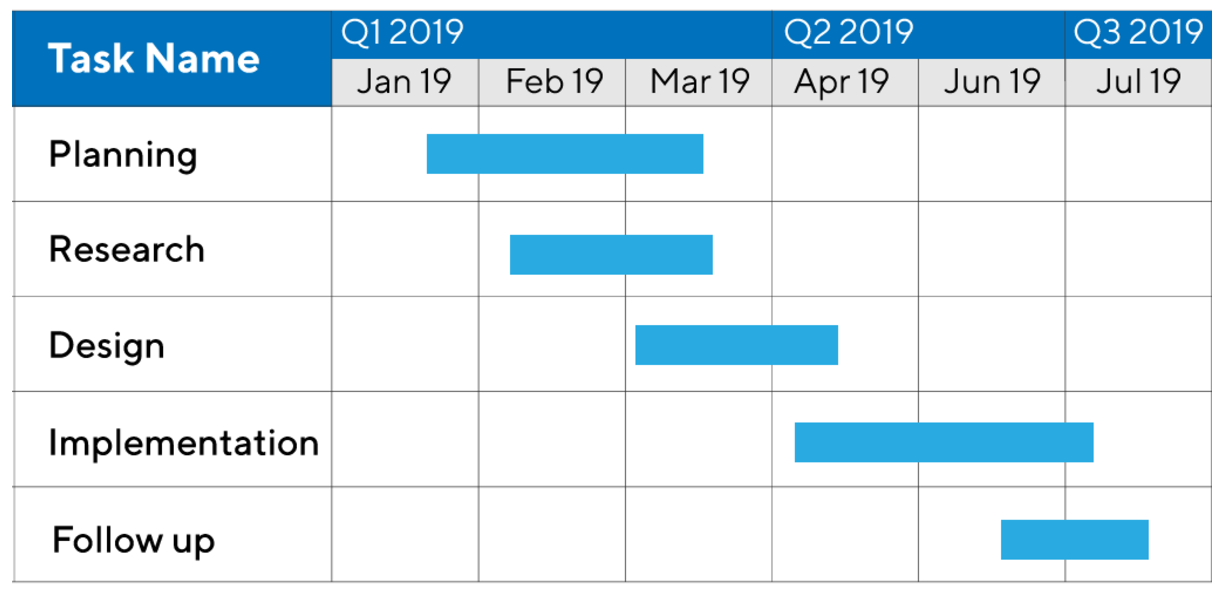 Task Name
Q1 2019
Q2 2019
Q3 2019
Jan 19
Feb 19
Mar 19
Apr 19
Jun 19
Jul 19
Planning
Research
Design
Implementation
Follow up